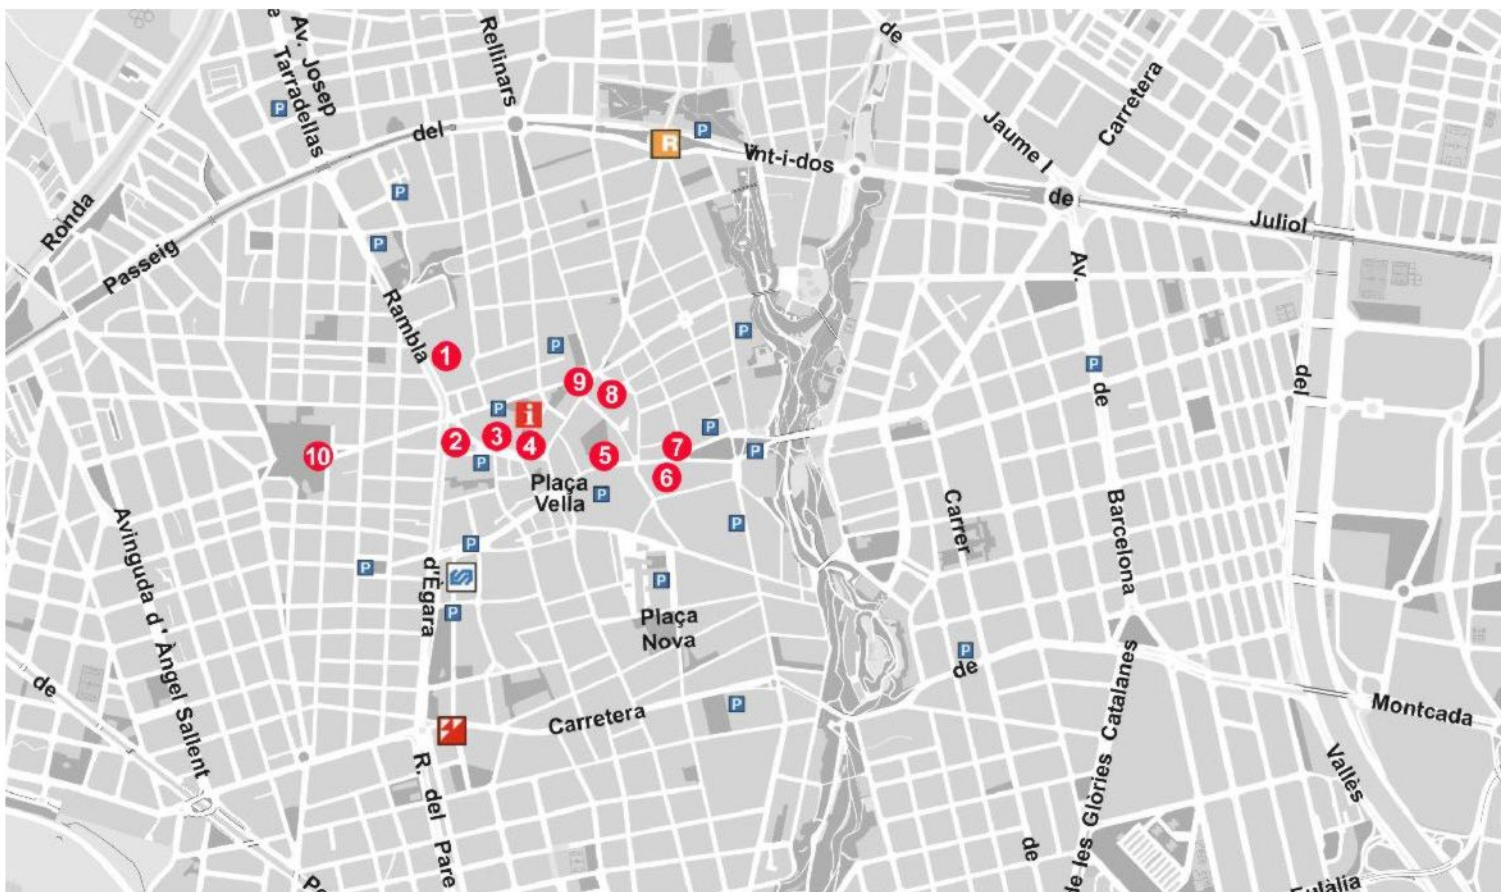 Av. Josep
Tarradellas
Rellinars
de
Jaume I
Carretera
P
del
P
R
Vint-i-dos
de
Juliol
Ronda
Passeig
P
P
Av.
Rambla
1
P
P
P
de
del
9
8
P
i
P
2
3
4
5
7
6
P
10
P
Plaça
Vella
P
Carrer
Barcelona
P
Avinguda d'Àngel Sallent
P
P
d'Ègara
P
P
Plaça
Nova
P
de
de
de les Glòries Catalanes
Montcada
P
Carretera
R. del Pare
Vallès
de